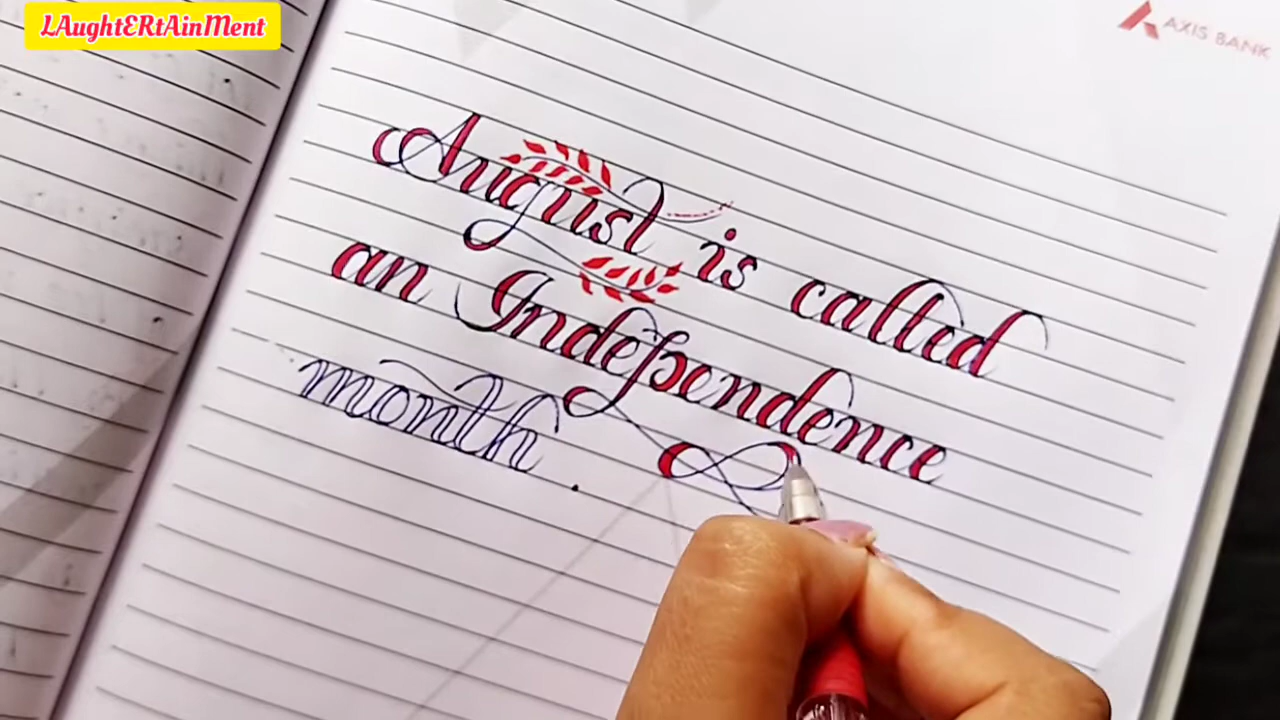 LAughtERtAinMent
AXIS BANK
August is called
an Independence
month.